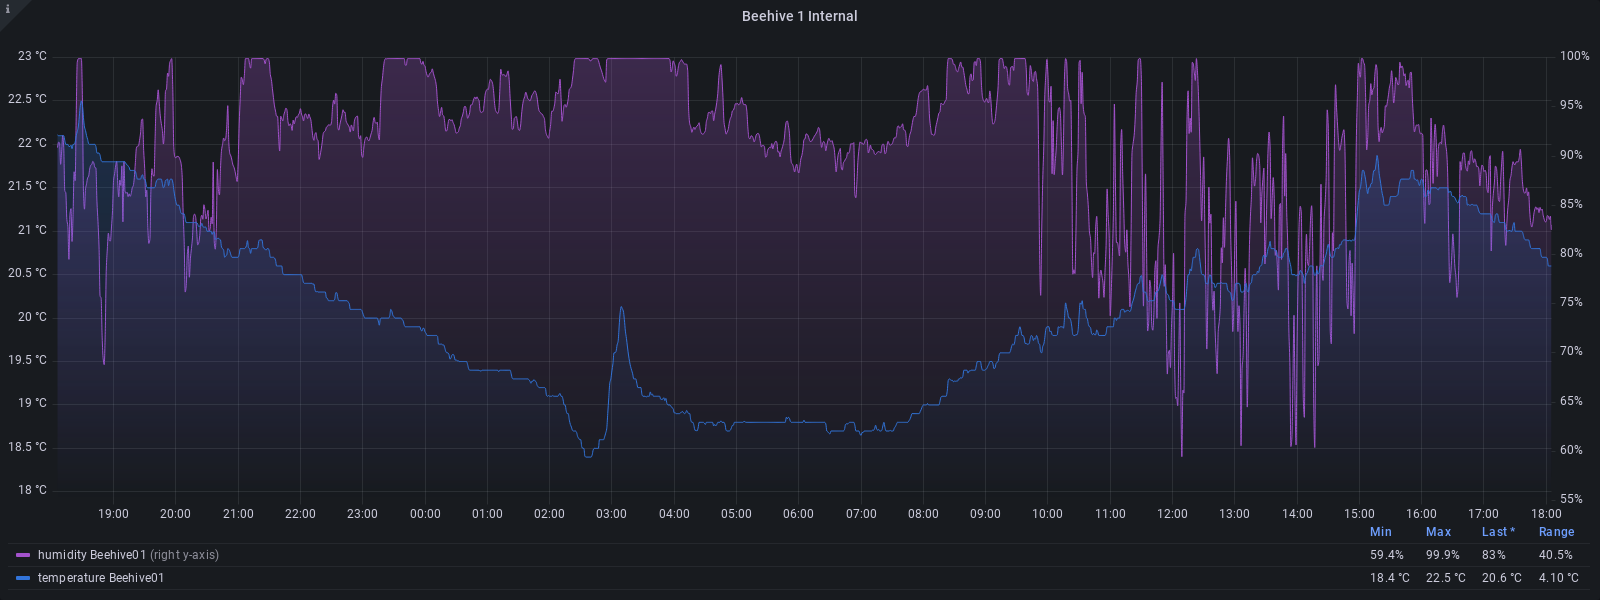 i
Beehive 1 Internal
23 °C 100%
22.5 °C 95%
22 °C 90%
21.5 °C 85%
21 °C 80%
20.5 °C 75%
20 °C 70%
19.5 °C 65%
19 °C 60%
18.5 °C 55%
18 °C
19:00 20:00 21:00 22:00 23:00 00:00 01:00 02:00 03:00 04:00 05:00 06:00 07:00 08:00 09:00 10:00 11:00 12:00 13:00 14:00 15:00 16:00 17:00 18:00
Min Max Last * Range
humidity Beehive01 (right y-axis) 59.4% 99.9% 83% 40.5%
temperature Beehive01 18.4 °C 22.5 °C 20.6 °C 4.10 °C